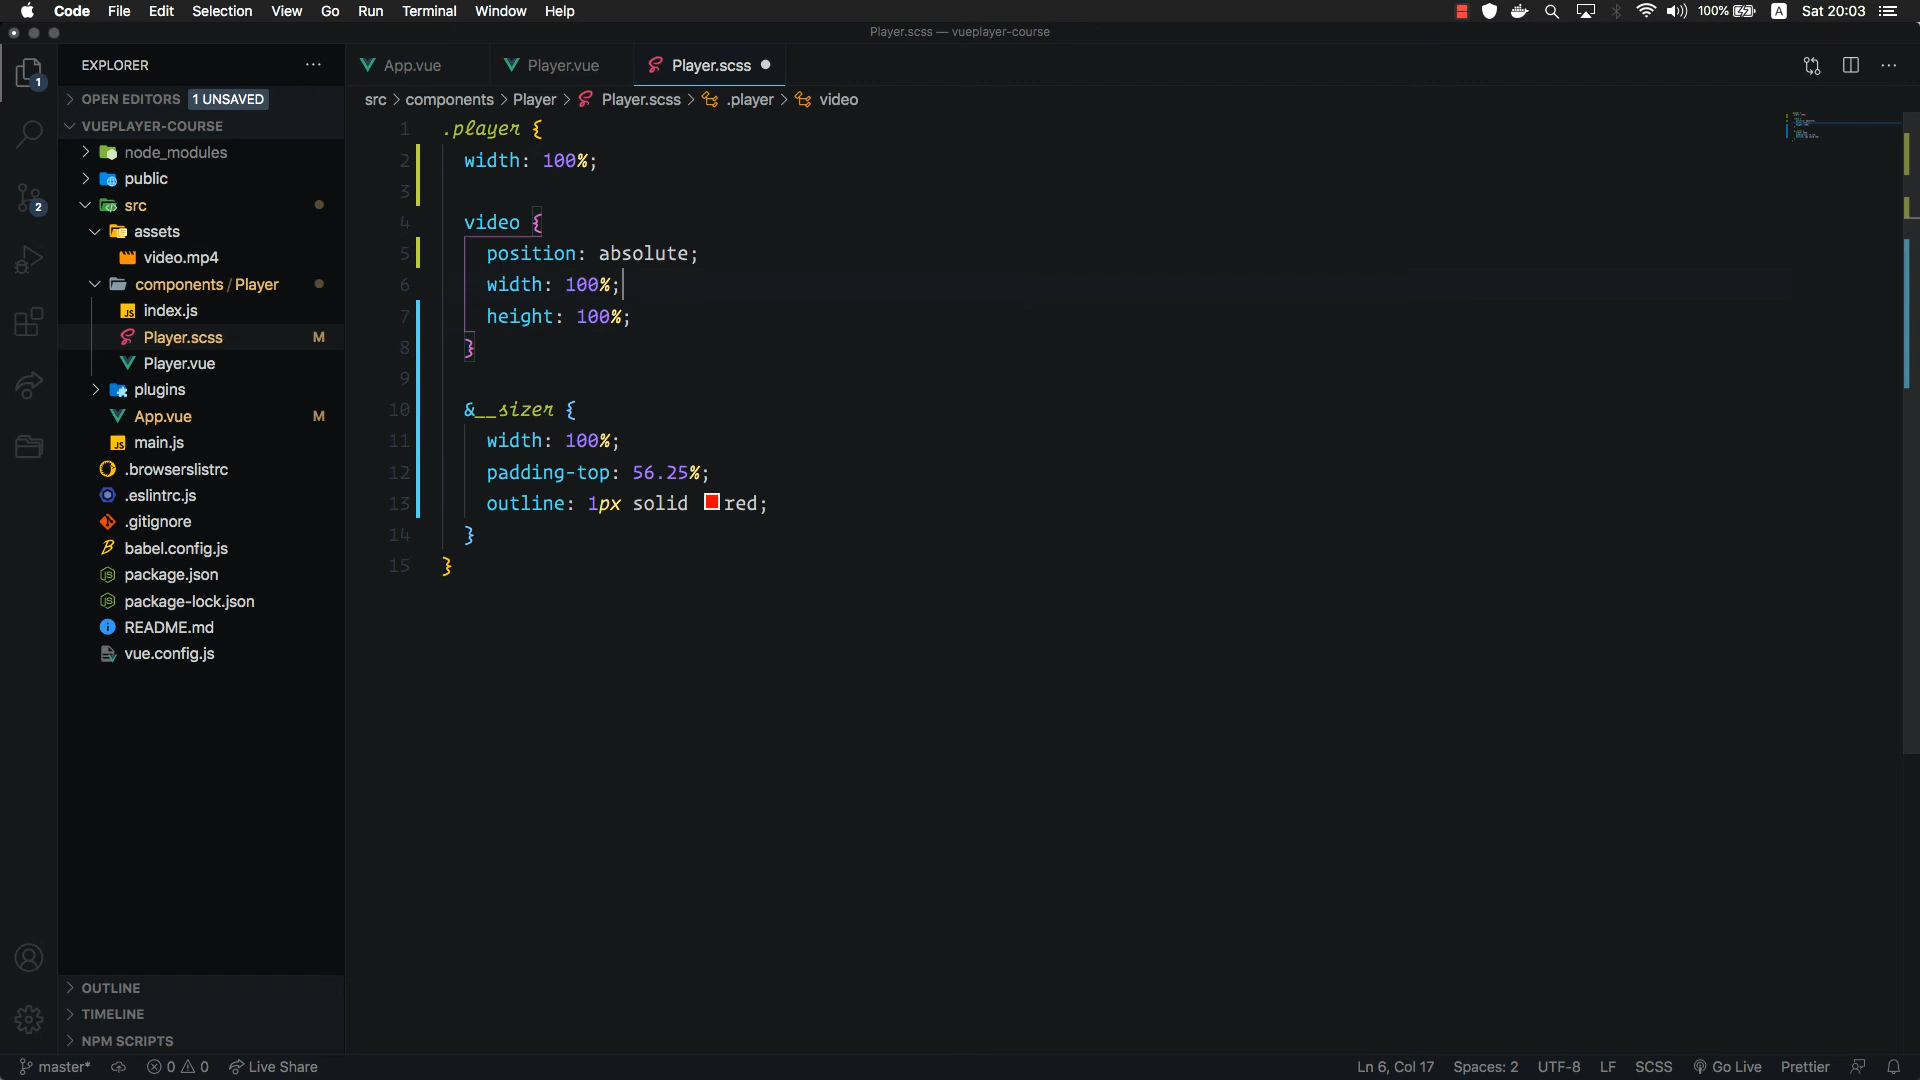 Code File Edit Selection View Go Run Terminal Window Help 100% A Sat 20:03
Player.scss — vueplayer-course
EXPLORER
OPEN EDITORS 1 UNSAVED
VUEPLAYER-COURSE
node_modules
public
src
assets
video.mp4
components / Player
index.js
Player.scss M
Player.vue
plugins
App.vue M
main.js
.browserslistrc
.eslintrc.js
.gitignore
babel.config.js
package.json
package-lock.json
README.md
vue.config.js
OUTLINE
TIMELINE
NPM SCRIPTS
1
2
App.vue Player.vue Player.scss
src > components > Player > Player.scss > .player > video
1 .player {
2 width: 100%;
3
4 video {
5 position: absolute;
6 width: 100%;
7 height: 100%;
8 }
9
10 &__sizer {
11 width: 100%;
12 padding-top: 56.25%;
13 outline: 1px solid red;
14 }
15 }
master* 0 0 Live Share Ln 6, Col 17 Spaces: 2 UTF-8 LF SCSS Go Live Prettier